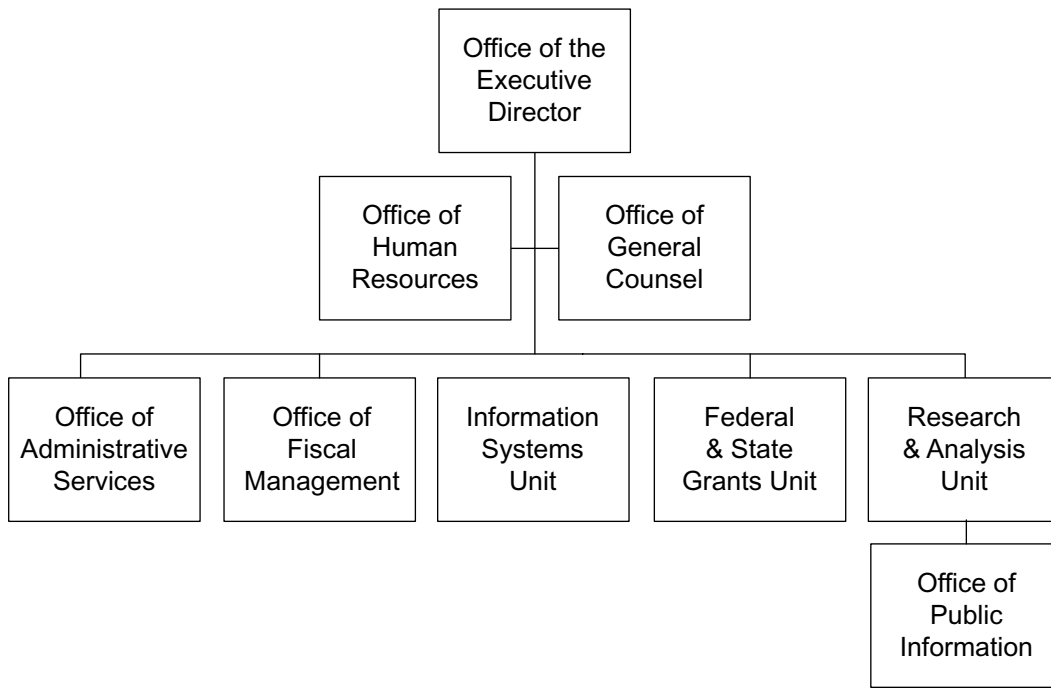 Office of the
Executive
Director
Office of
Human
Resources
Office of
General
Counsel
Office of
Administrative
Services
Office of
Fiscal
Management
Information
Systems
Unit
Federal
& State
Grants Unit
Research
& Analysis
Unit
Office of
Public
Information